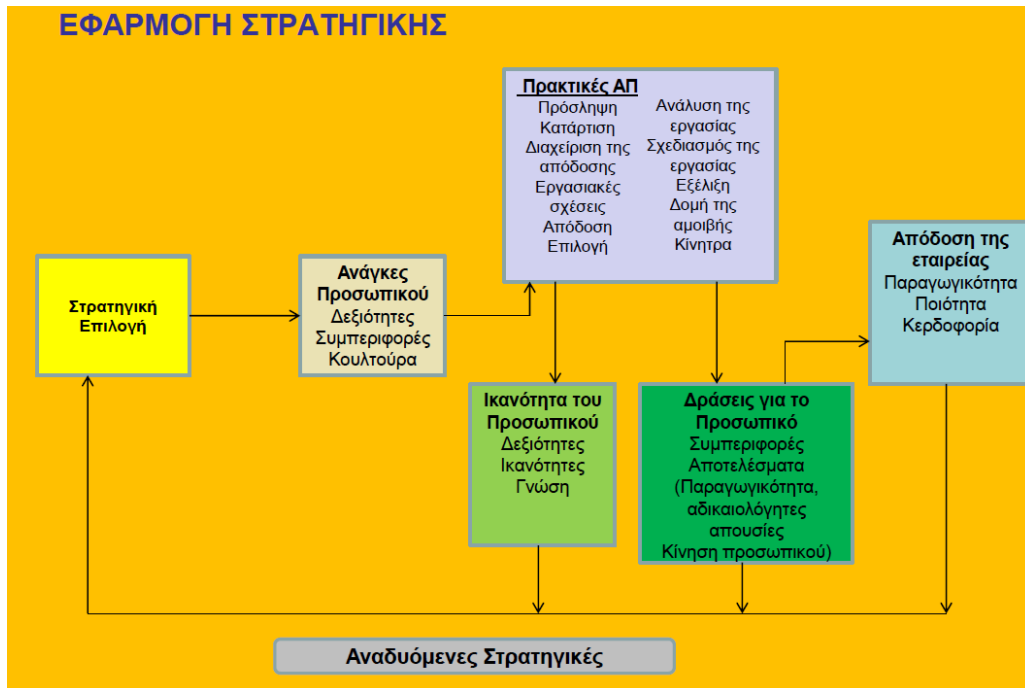 ΕΦΑΡΜΟΓΗ ΣΤΡΑΤΗΓΙΚΗΣ
Στρατηγική
Επιλογή
Ανάγκες
Προσωπικού
Δεξιότητες
Συμπεριφορές
Κουλτούρα
Πρακτικές ΑΠ
Πρόσληψη
Κατάρτιση
Διαχείριση της
απόδοσης
Εργασιακές
σχέσεις
Απόδοση
Επιλογή
Ανάλυση της
εργασίας
Σχεδιασμός της
εργασίας
Εξέλιξη
Δομή της
αμοιβής
Κίνητρα
Ικανότητα του
Προσωπικού
Δεξιότητες
Ικανότητες
Γνώση
Δράσεις για το
Προσωπικό
Συμπεριφορές
Αποτελέσματα
(Παραγωγικότητα,
αδικαιολόγητες
απουσίες
Κίνηση προσωπικού)
Απόδοση της
εταιρείας
Παραγωγικότητα
Ποιότητα
Κερδοφορία
Αναδυόμενες Στρατηγικές